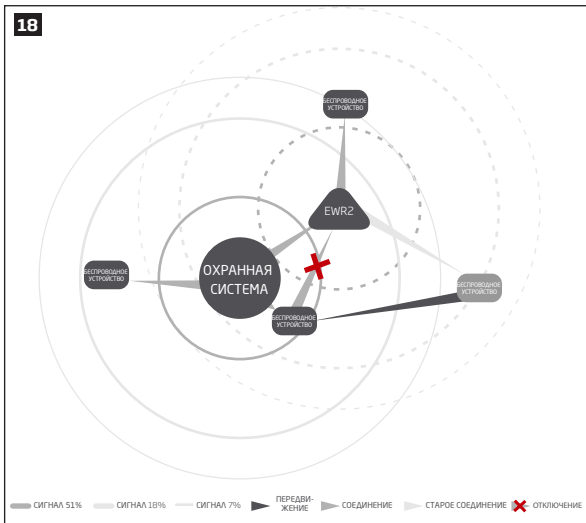 18
БЕСПРОВОДНОЕ
УСТРОЙСТВО
EWR2
БЕСПРОВОДНОЕ
УСТРОЙСТВО
ОХРАННАЯ
СИСТЕМА
БЕСПРОВОДНОЕ
УСТРОЙСТВО
БЕСПРОВОДНОЕ
УСТРОЙСТВО
СИГНАЛ 51%
СИГНАЛ 18%
СИГНАЛ 7%
ПЕРЕДВИ-
ЖЕНИЕ
СОЕДИНЕНИЕ
СТАРОЕ СОЕДИНЕНИЕ
ОТКЛЮЧЕНИЕ